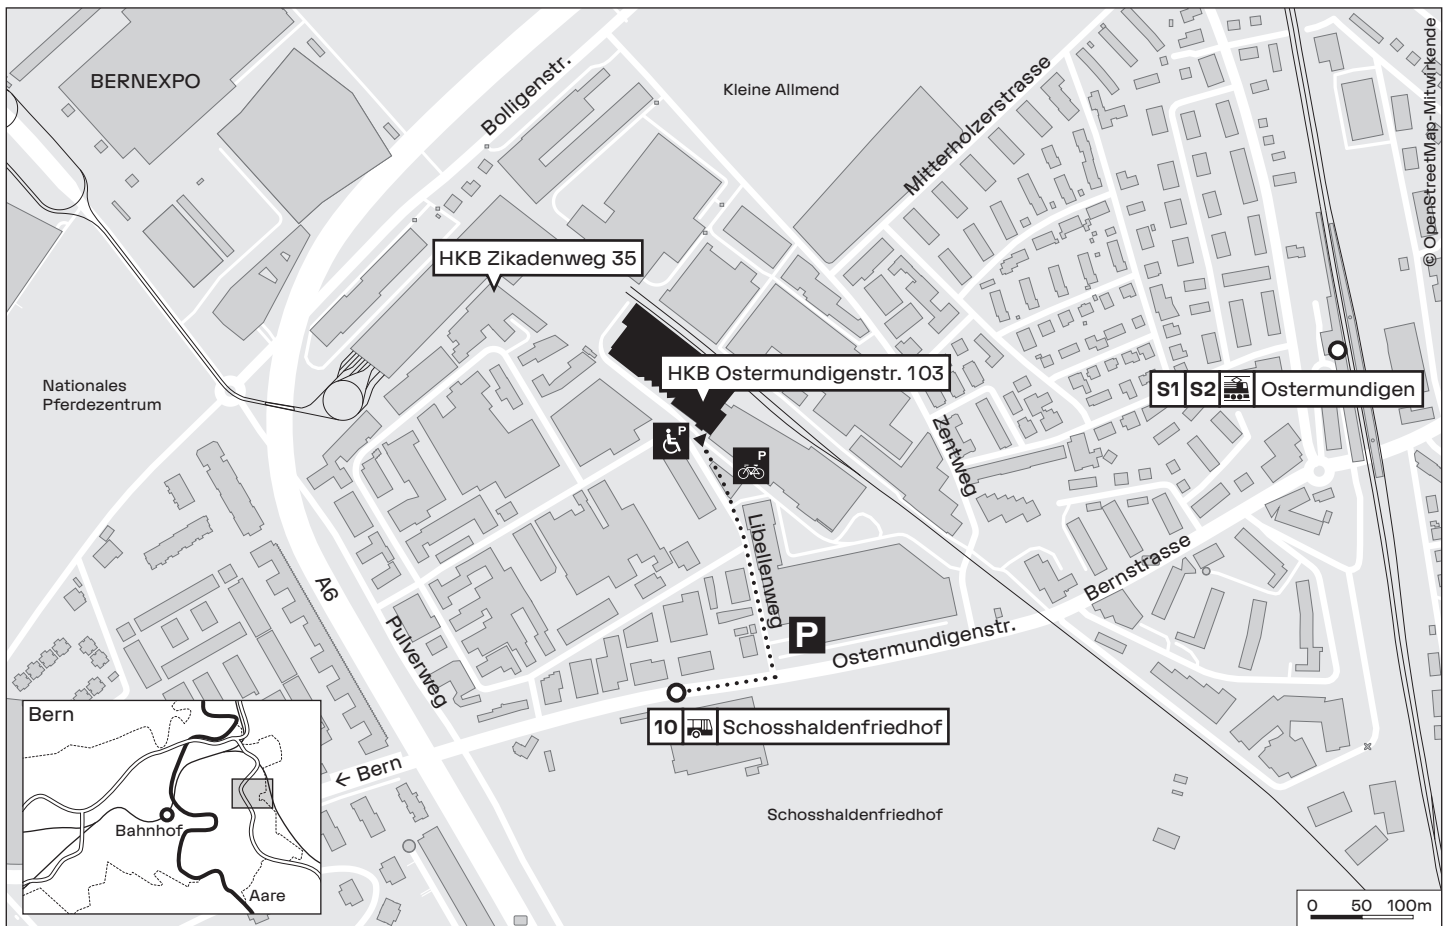 BERNEXPO
Bolligenstr.
Kleine Allmend
Mitterholzerstrasse
© OpenStreetMap-Mitwirkende
HKB Zikadenweg 35
HKB Ostermundigenstr. 103
Nationales
Pferdezentrum
S1 S2 Ostermundigen
P
P
Zentweg
Libellenweg
Bernstrasse
A6
Pulverweg
P
Ostermundigenstr.
10 Schosshaldenfriedhof
← Bern
Schosshaldenfriedhof
Bern
Bahnhof
Aare
0 50 100m